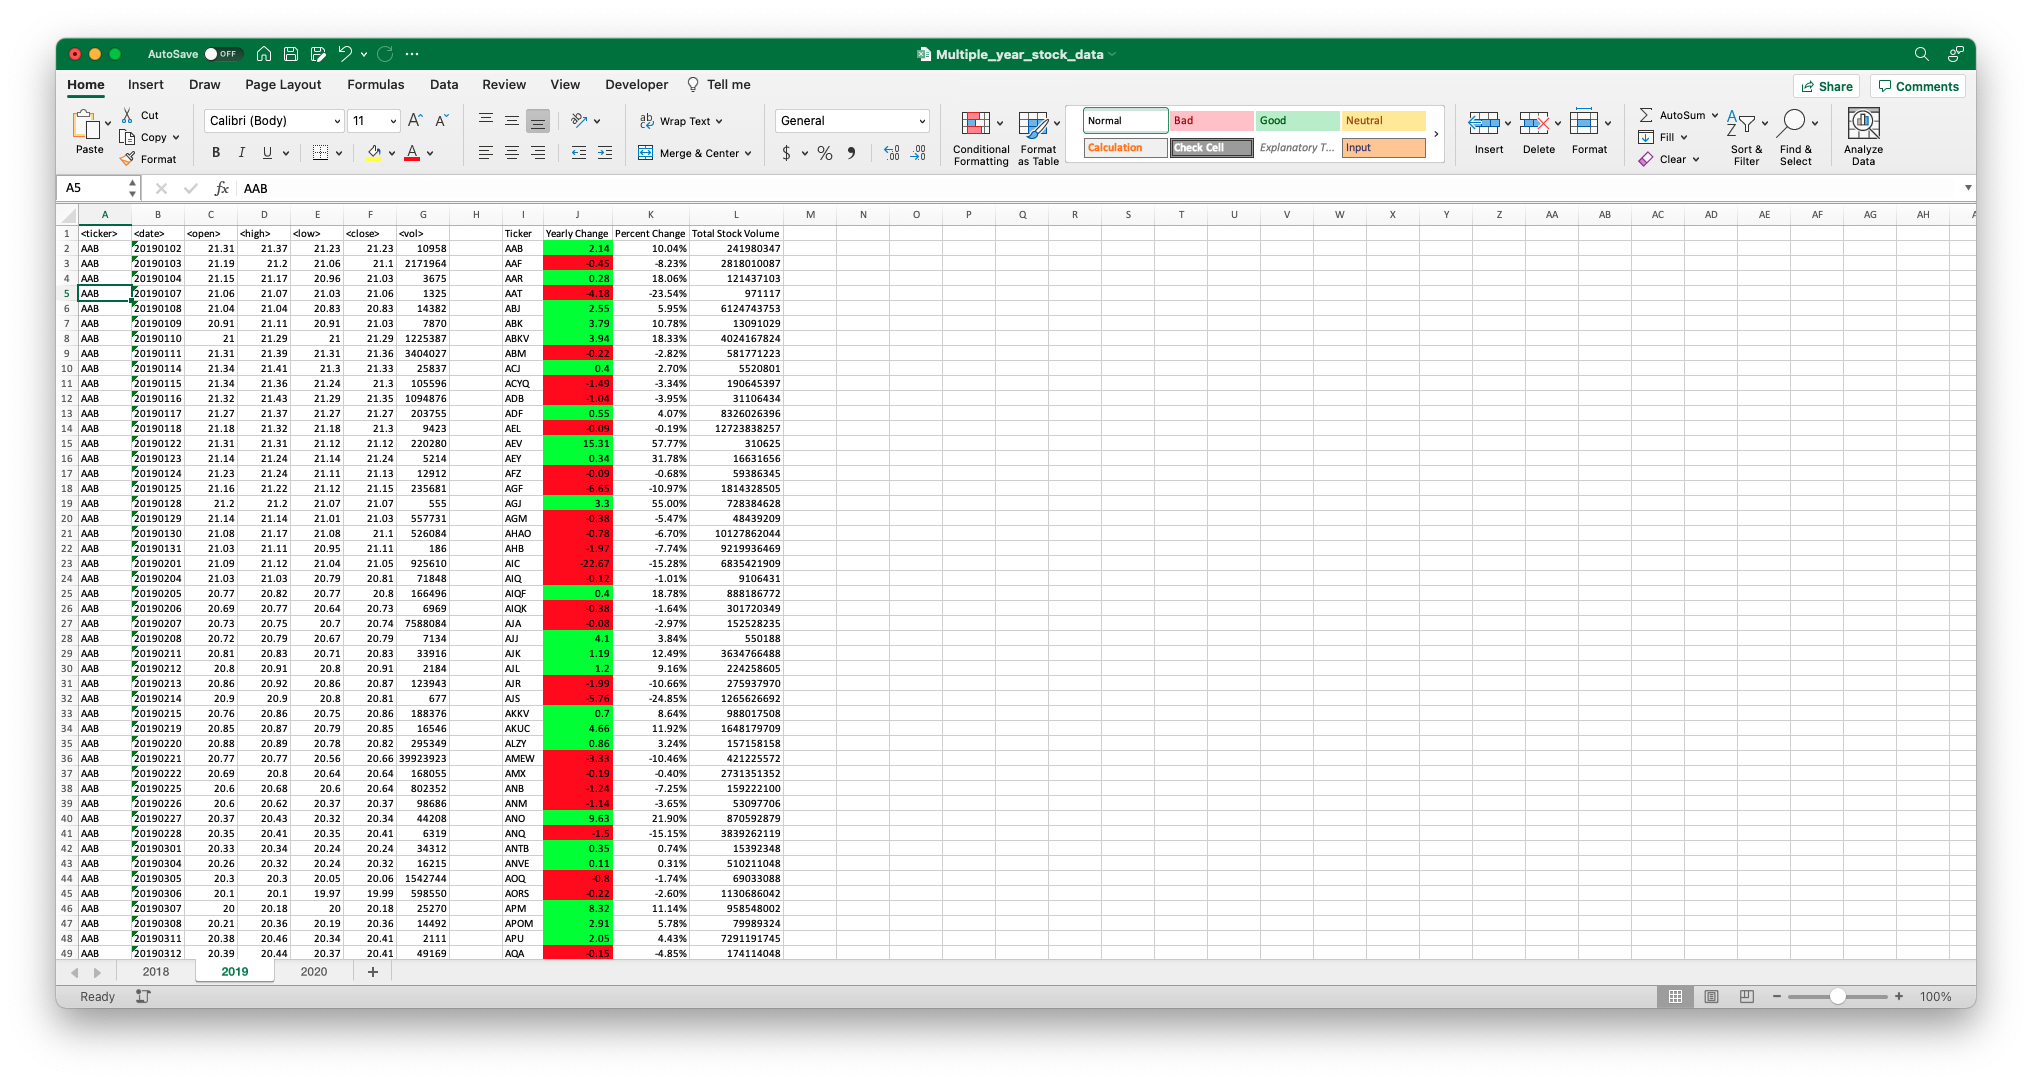 AutoSave OFF Multiple_year_stock_data
Home Insert Draw Page Layout Formulas Data Review View Developer Tell me Share Comments
Paste Cut Calibri (Body) 11 A A ab Wrap Text General Conditional Formatting Format as Table Normal Bad Good Neutral Insert Delete Format AutoSum Sort & Filter Find & Select Analyze Data
Copy Fill
Format B I U A Merge & Center $ % Calculation Check Cell Explanatory T... Input Clear
A5 fx AAB
A B C D E F G H I J K L M N O P Q R S T U V W X Y Z AA AB AC AD AE AF AG AH
1 <ticker> <date> <open> <high> <low> <close> <vol> Ticker Yearly Change Percent Change Total Stock Volume
2 AAB 20190102 21.31 21.37 21.23 21.23 10958 AAB 2.14 10.04% 241980347
3 AAB 20190103 21.19 21.2 21.06 21.1 2171964 AAF -0.45 -8.23% 2818010087
4 AAB 20190104 21.15 21.17 20.96 21.03 3675 AAR 0.28 18.06% 121437103
5 AAB 20190107 21.06 21.07 21.03 21.06 1325 AAT -4.18 -23.54% 971117
6 AAB 20190108 21.04 21.04 20.83 20.83 14382 ABJ 2.55 5.95% 6124743753
7 AAB 20190109 20.91 21.11 20.91 21.03 7870 ABK 3.79 10.78% 13091029
8 AAB 20190110 21 21.29 21 21.29 1225387 ABKV 3.94 18.33% 4024167824
9 AAB 20190111 21.31 21.39 21.31 21.36 3404027 ABM -0.22 -2.82% 581771223
10 AAB 20190114 21.34 21.41 21.3 21.33 25837 ACJ 0.4 2.70% 5520801
11 AAB 20190115 21.34 21.36 21.24 21.3 105596 ACYQ -1.49 -3.34% 190645397
12 AAB 20190116 21.32 21.43 21.29 21.35 1094876 ADB -1.04 -3.95% 31106434
13 AAB 20190117 21.27 21.37 21.27 21.27 203755 ADF 0.55 4.07% 8326026396
14 AAB 20190118 21.18 21.32 21.18 21.3 9423 AEL -0.09 -0.19% 12723838257
15 AAB 20190122 21.31 21.31 21.12 21.12 220280 AEV 15.31 57.77% 310625
16 AAB 20190123 21.14 21.24 21.14 21.24 5214 AEY 0.34 31.78% 16631656
17 AAB 20190124 21.23 21.24 21.11 21.13 12912 AFZ -0.09 -0.68% 59386345
18 AAB 20190125 21.16 21.22 21.12 21.15 235681 AGF -6.65 -10.97% 1814328505
19 AAB 20190128 21.2 21.2 21.07 21.07 555 AGJ 3.3 55.00% 728384628
20 AAB 20190129 21.14 21.14 21.01 21.03 557731 AGM -0.38 -5.47% 48439209
21 AAB 20190130 21.08 21.17 21.08 21.1 526084 AHAO -0.78 -6.70% 10127862044
22 AAB 20190131 21.03 21.11 20.95 21.11 186 AHB -1.97 -7.74% 9219936469
23 AAB 20190201 21.09 21.12 21.04 21.05 925610 AIC -22.67 -15.28% 6835421909
24 AAB 20190204 21.03 21.03 20.79 20.81 71848 AIQ -0.12 -1.01% 9106431
25 AAB 20190205 20.77 20.82 20.77 20.8 166496 AIQF 0.4 18.78% 888186772
26 AAB 20190206 20.69 20.77 20.64 20.73 6969 AIQK -0.38 -1.64% 301720349
27 AAB 20190207 20.73 20.75 20.7 20.74 7588084 AJA -0.08 -2.97% 152528235
28 AAB 20190208 20.72 20.79 20.67 20.79 7134 AJJ 4.1 3.84% 550188
29 AAB 20190211 20.81 20.83 20.71 20.83 33916 AJK 1.19 12.49% 3634766488
30 AAB 20190212 20.8 20.91 20.8 20.91 2184 AJL 1.2 9.16% 224258605
31 AAB 20190213 20.86 20.92 20.86 20.87 123943 AJR -1.99 -10.66% 275937970
32 AAB 20190214 20.9 20.9 20.8 20.81 677 AJS -5.76 -24.85% 1265626692
33 AAB 20190215 20.76 20.86 20.75 20.86 188376 AKKV 0.7 8.64% 988017508
34 AAB 20190219 20.85 20.87 20.79 20.85 16546 AKUC 4.66 11.92% 1648179709
35 AAB 20190220 20.88 20.89 20.78 20.82 295349 ALZY 0.86 3.24% 157158158
36 AAB 20190221 20.77 20.77 20.56 20.66 39923923 AMEW -3.33 -10.46% 421225572
37 AAB 20190222 20.69 20.8 20.64 20.64 168055 AMX -0.19 -0.40% 2731351352
38 AAB 20190225 20.6 20.68 20.6 20.64 802352 ANB -1.24 -7.25% 159222100
39 AAB 20190226 20.6 20.62 20.37 20.37 98686 ANM -1.14 -3.65% 53097706
40 AAB 20190227 20.37 20.43 20.32 20.34 44208 ANO 9.63 21.90% 870592879
41 AAB 20190228 20.35 20.41 20.35 20.41 6319 ANQ -1.5 -15.15% 3839262119
42 AAB 20190301 20.33 20.34 20.24 20.24 34312 ANTB 0.35 0.74% 15392348
43 AAB 20190304 20.26 20.32 20.24 20.32 16215 ANVE 0.11 0.31% 510211048
44 AAB 20190305 20.3 20.3 20.05 20.06 1542744 AOQ -0.8 -1.74% 69033088
45 AAB 20190306 20.1 20.1 19.97 19.99 598550 AORS -0.22 -2.60% 1130686042
46 AAB 20190307 20 20.18 20 20.18 25270 APM 8.32 11.14% 958548002
47 AAB 20190308 20.21 20.36 20.19 20.36 14492 APOM 2.91 5.78% 79989324
48 AAB 20190311 20.38 20.46 20.34 20.41 2111 APU 2.05 4.43% 7291191745
49 AAB 20190312 20.39 20.44 20.37 20.41 49169 AQA -0.15 -4.85% 174114048
2018 2019 2020 +
Ready 100%